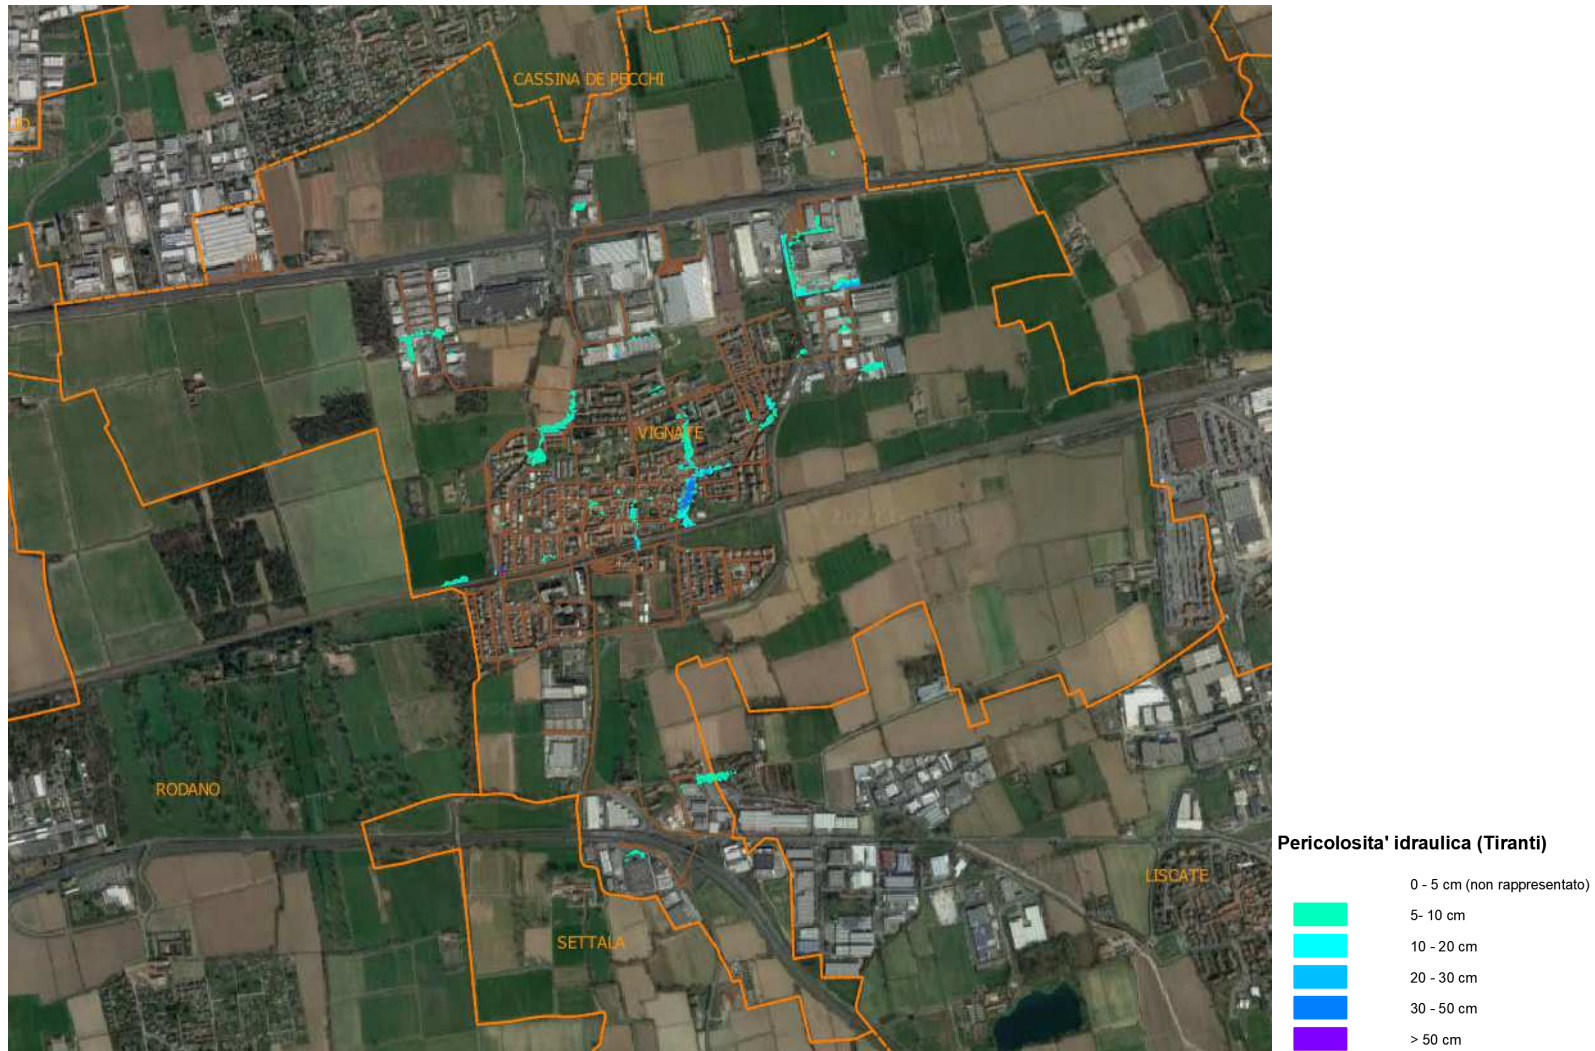 CASSINA DE PECCHI
VIGNATE
RODANO
LISCATE
SETTALA
Pericolosita' idraulica (Tiranti)
0 - 5 cm (non rappresentato)
5- 10 cm
10 - 20 cm
20 - 30 cm
30 - 50 cm
> 50 cm